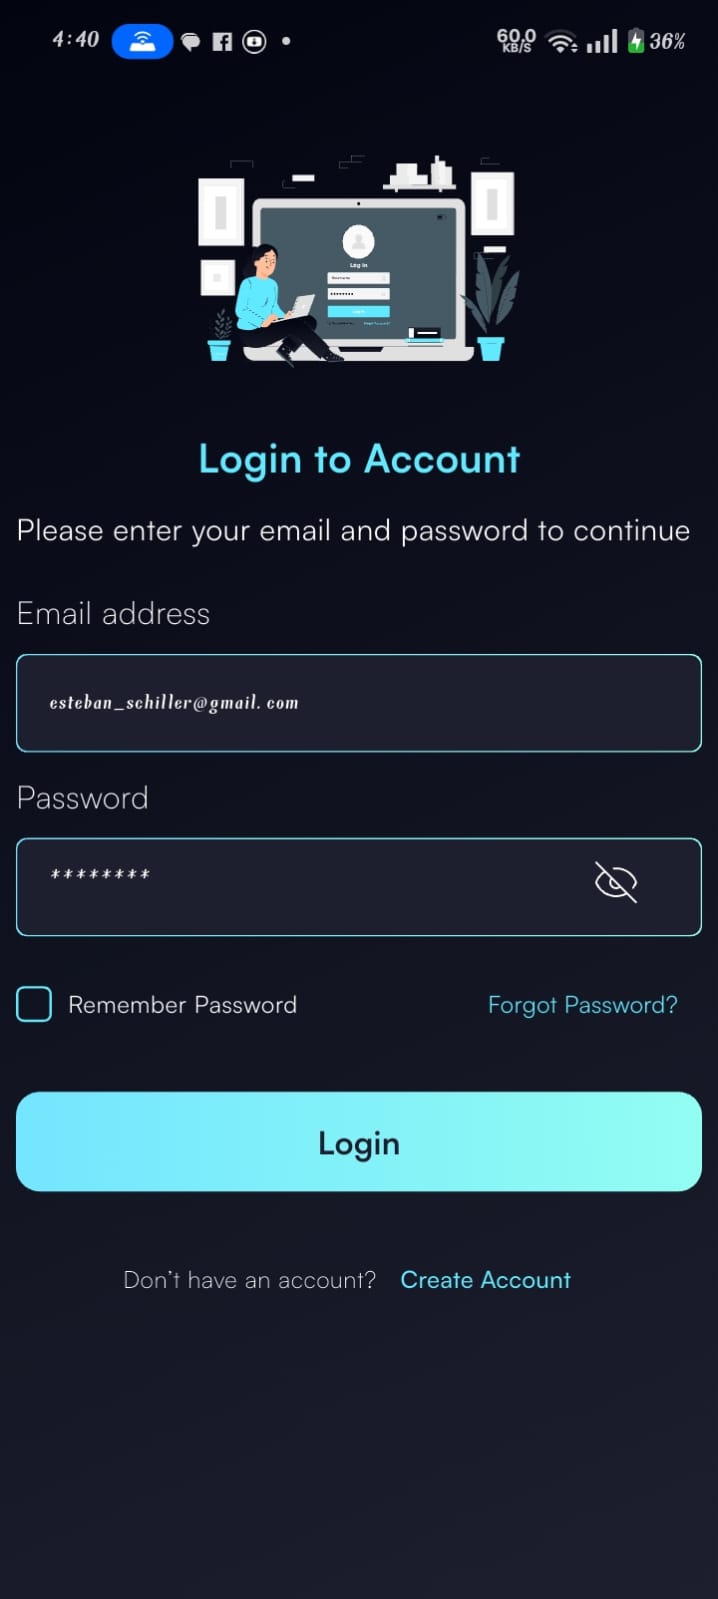 4:40
60.0
KB/S
36%
Log in
Login to Account
Please enter your email and password to continue
Email address
esteban_schiller@gmail. com
Password
********
Remember Password
Forgot Password?
Login
Don't have an account? Create Account